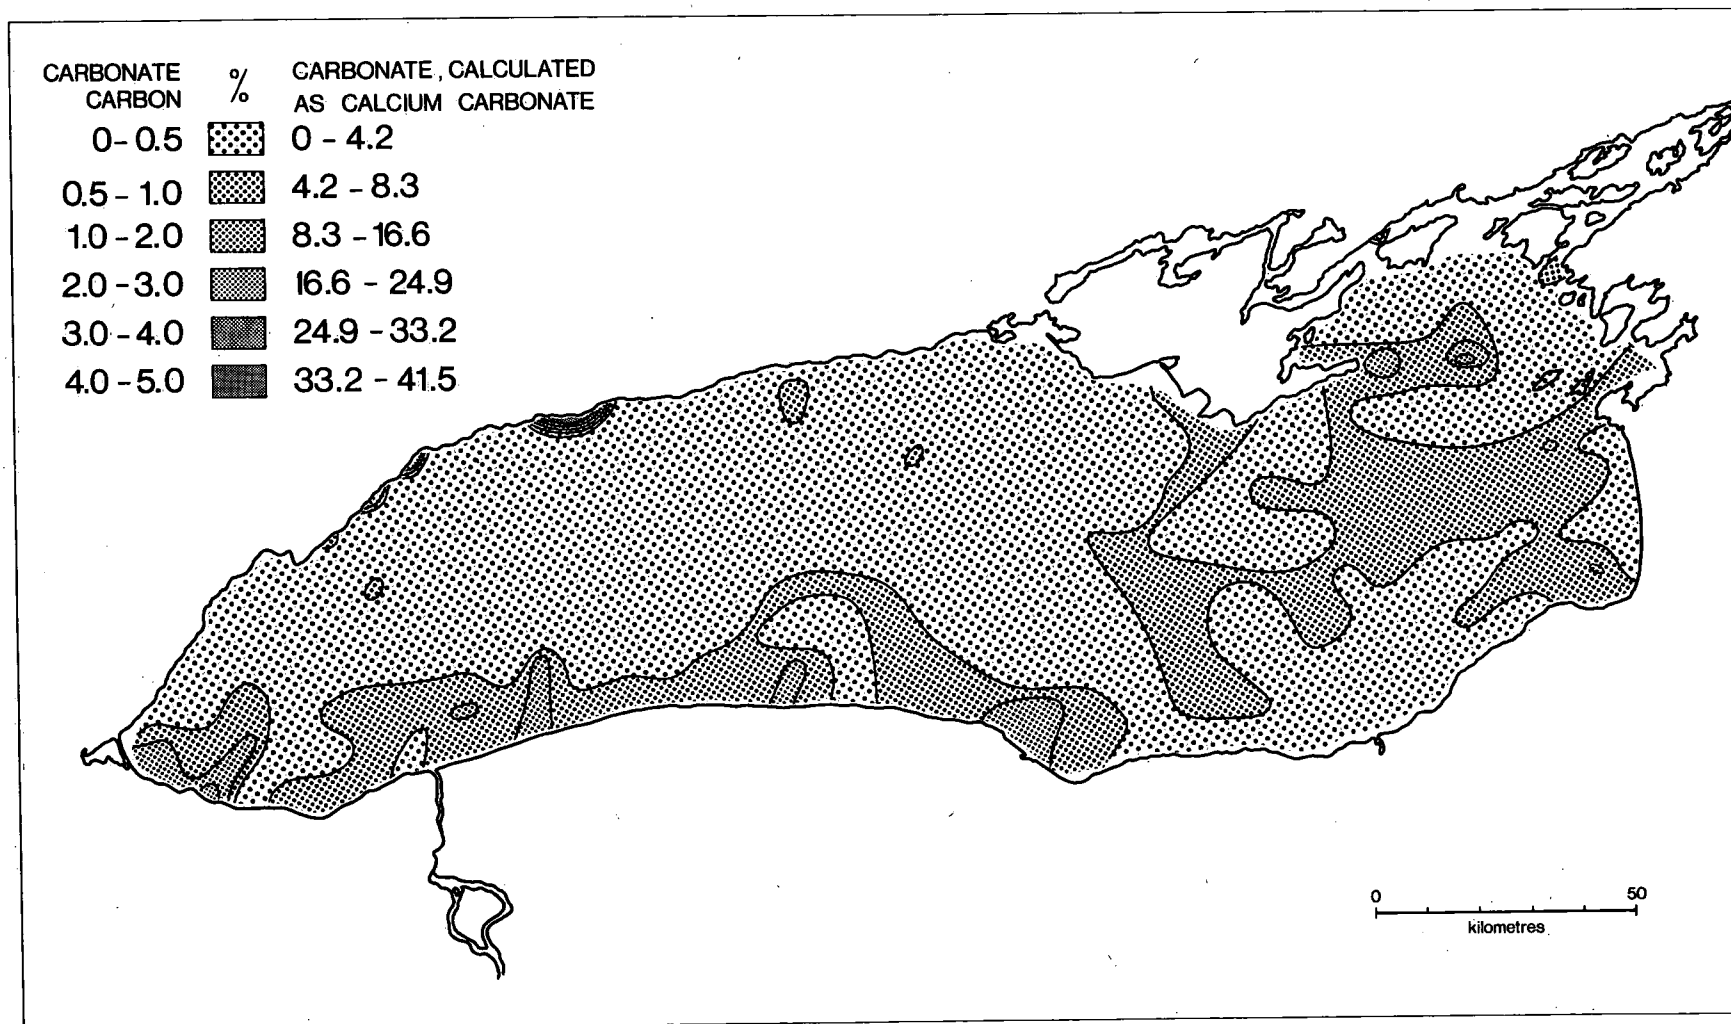 CARBONATE % CARBONATE, CALCULATED
CARBON AS CALCIUM CARBONATE
0-0.5 0-4.2
0.5-1.0 4.2-8.3
1.0-2.0 8.3-16.6
2.0-3.0 16.6-24.9
3.0-4.0 24.9-33.2
4.0-5.0 33.2-41.5
0 50
kilometres